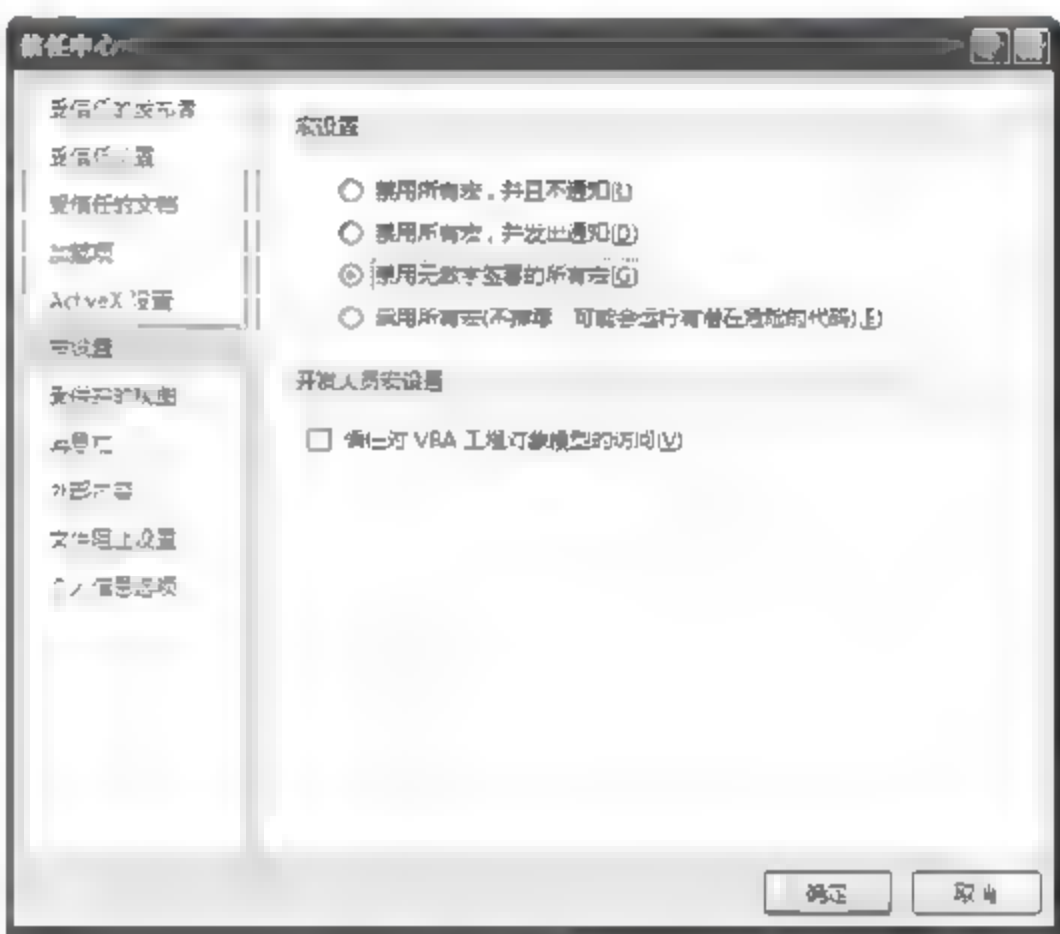 信任中心
受信任的发布者
受信任位置
受信任的文档
加载项
ActiveX 设置
宏设置
受保护的视图
消息栏
外部内容
文件阻止设置
个人信息选项
宏设置
禁用所有宏，并且不通知(L)
禁用所有宏，并发出通知(D)
禁用无数字签署的所有宏(G)
启用所有宏(不推荐，可能会运行有潜在危险的代码)(E)
开发人员宏设置
信任对 VBA 工程对象模型的访问(V)
确定
取消